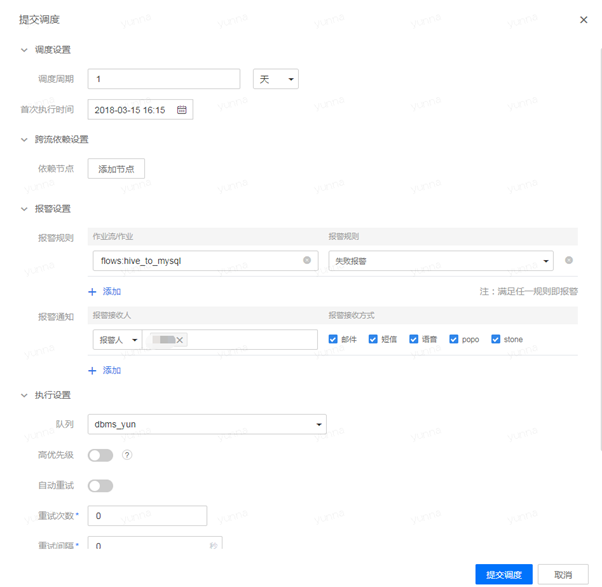 提交调度
调度设置
调度周期 1 天
首次执行时间 2018-03-15 16:15
跨流依赖设置
依赖节点 添加节点
报警设置
报警规则 作业流/作业 报警规则
flows:hive_to_mysql 失败报警
+ 添加 注：满足任一规则即报警
报警通知 报警接收人 报警接收方式
报警人 邮件 短信 语音 popo stone
+ 添加
执行设置
队列 dbms_yun
高优先级 ?
自动重试
重试次数* 0
重试间隔* 0 秒
提交调度 取消